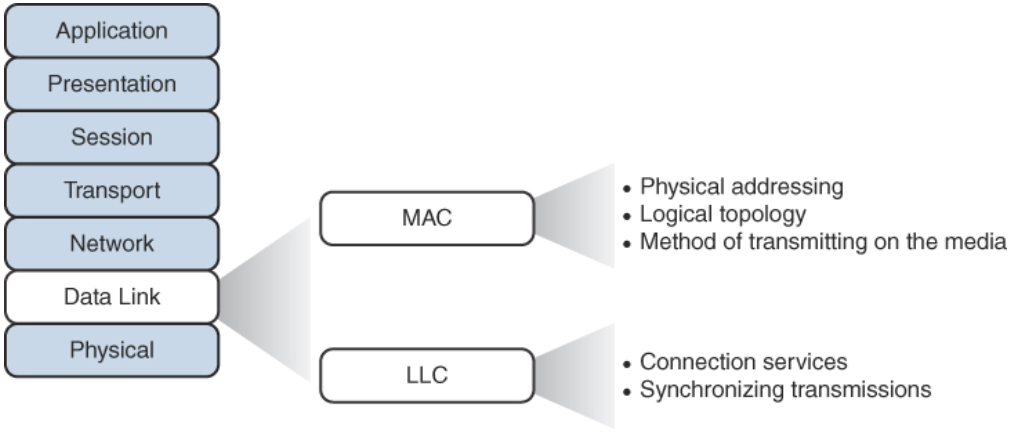 Application
Presentation
Session
Transport
Network
Data Link
Physical
MAC
• Physical addressing
• Logical topology
• Method of transmitting on the media
LLC
• Connection services
• Synchronizing transmissions